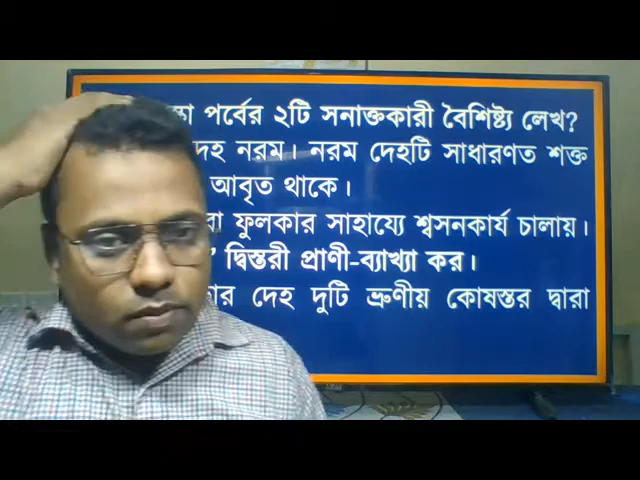 পর্বের ২টি সনাক্তকারী বৈশিষ্ট্য লেখ?
নরম। নরম দেহটি সাধারণত শক্ত
আবৃত থাকে।
ফুলকার সাহায্যে শ্বসনকার্য চালায়।
’ দ্বিস্তরী প্রাণী-ব্যাখ্যা কর।
দেহ দুটি ভ্রুণীয় কোষস্তর দ্বারা